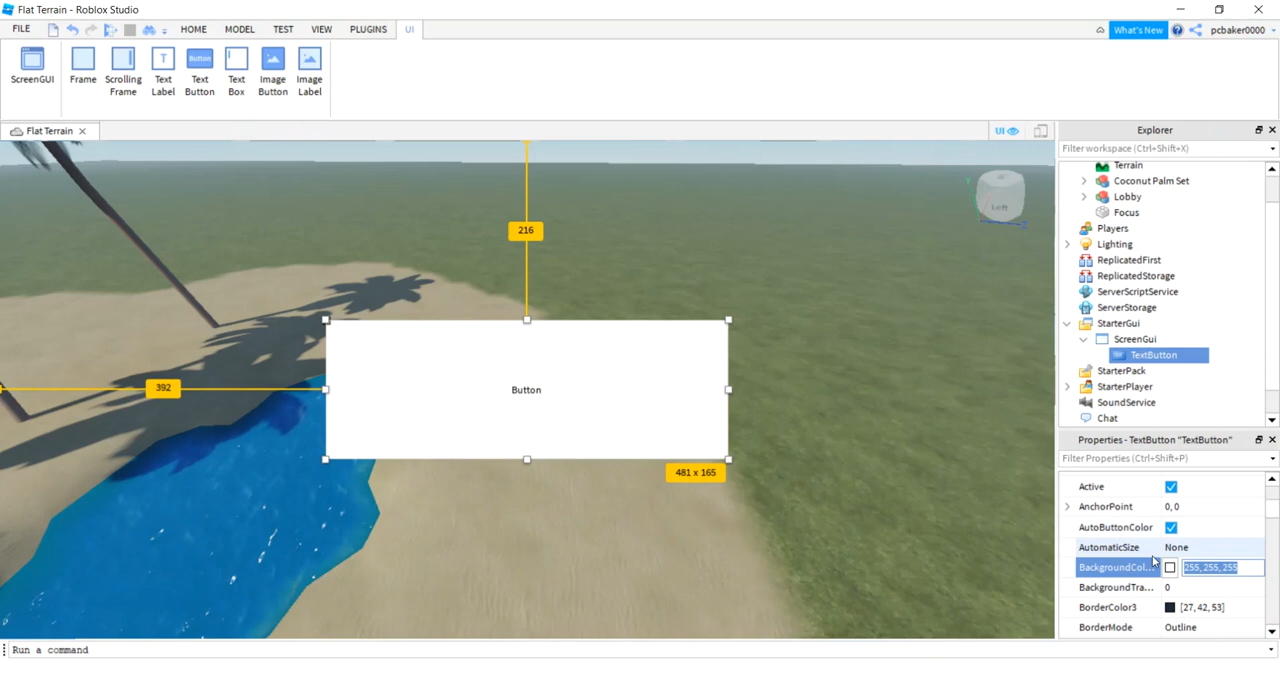 Flat Terrain - Roblox Studio
FILE HOME MODEL TEST VIEW PLUGINS UI What's New pcbaker0000
Button
T
ScreenGUI Frame Scrolling Frame Text Label Text Button Text Box Image Button Image Label
Flat Terrain UI
Explorer
Filter workspace (Ctrl+Shift+X)
Terrain
Coconut Palm Set
Lobby
Focus
Players
Lighting
ReplicatedFirst
ReplicatedStorage
ServerScriptService
ServerStorage
StarterGui
ScreenGui
TextButton
StarterPack
StarterPlayer
SoundService
Chat
Left
216
392
Button
481 x 165
Properties - TextButton "TextButton"
Filter Properties (Ctrl+Shift+P)
Active
AnchorPoint 0, 0
AutoButtonColor
AutomaticSize None
BackgroundCol... 255, 255, 255
BackgroundTra... 0
BorderColor3 [27, 42, 53]
BorderMode Outline
Run a command